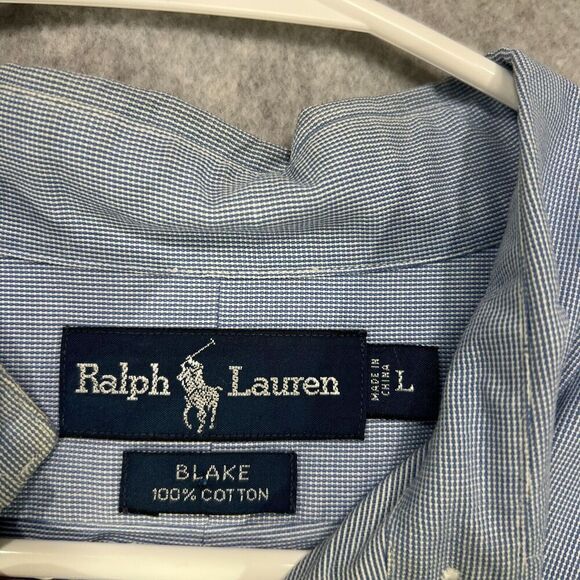 Ralph Lauren
MADE IN
CHINA
L
BLAKE
100% COTTON